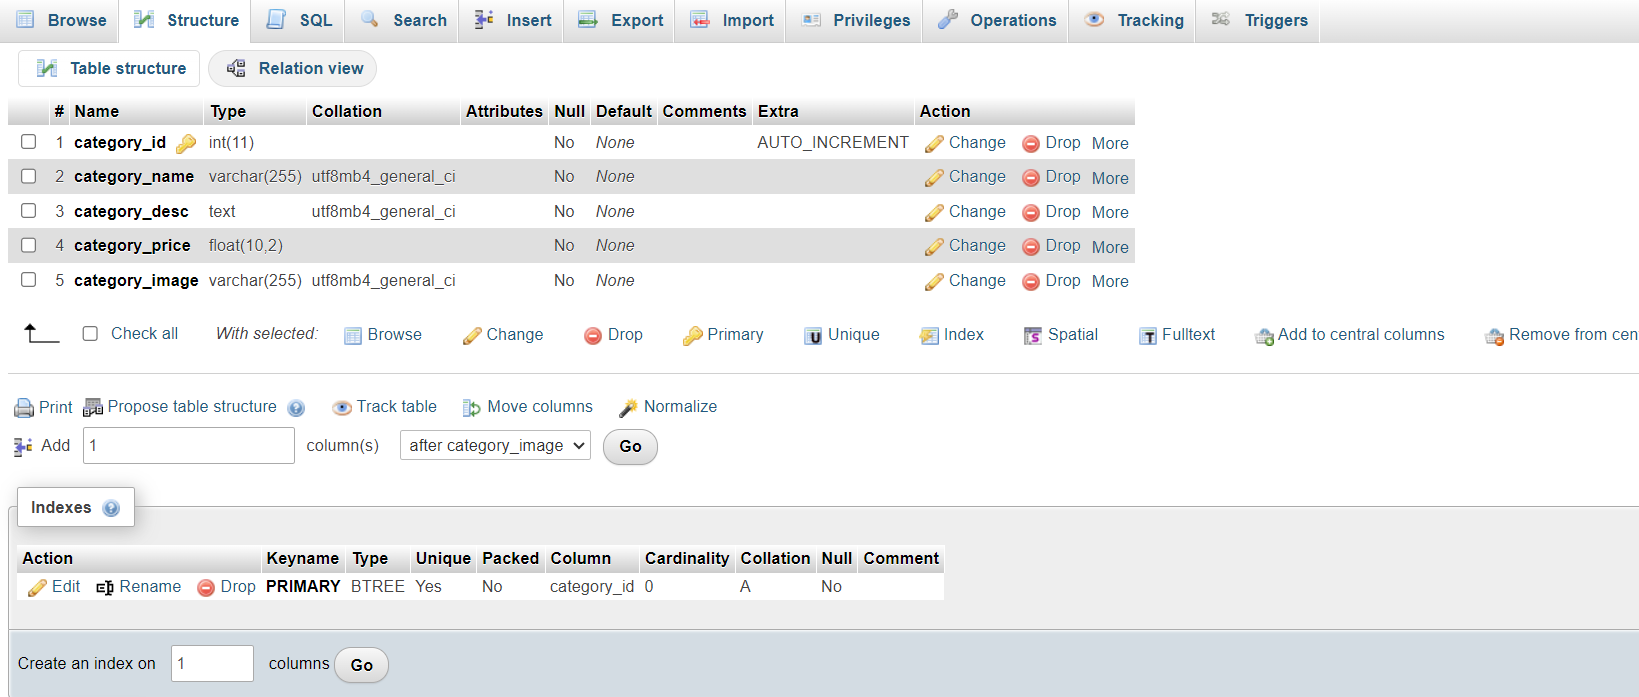 Browse Structure SQL Search Insert Export Import Privileges Operations Tracking Triggers
Table structure Relation view
# Name Type Collation Attributes Null Default Comments Extra Action
1 category_id int(11) No None AUTO_INCREMENT Change Drop More
2 category_name varchar(255) utf8mb4_general_ci No None Change Drop More
3 category_desc text utf8mb4_general_ci No None Change Drop More
4 category_price float(10,2) No None Change Drop More
5 category_image varchar(255) utf8mb4_general_ci No None Change Drop More
Check all With selected: Browse Change Drop Primary Unique Index Spatial Fulltext Add to central columns Remove from cen
Print Propose table structure Track table Move columns Normalize
Add 1 column(s) after category_image Go
Indexes
Action Keyname Type Unique Packed Column Cardinality Collation Null Comment
Edit Rename Drop PRIMARY BTREE Yes No category_id 0 A No
Create an index on 1 columns Go